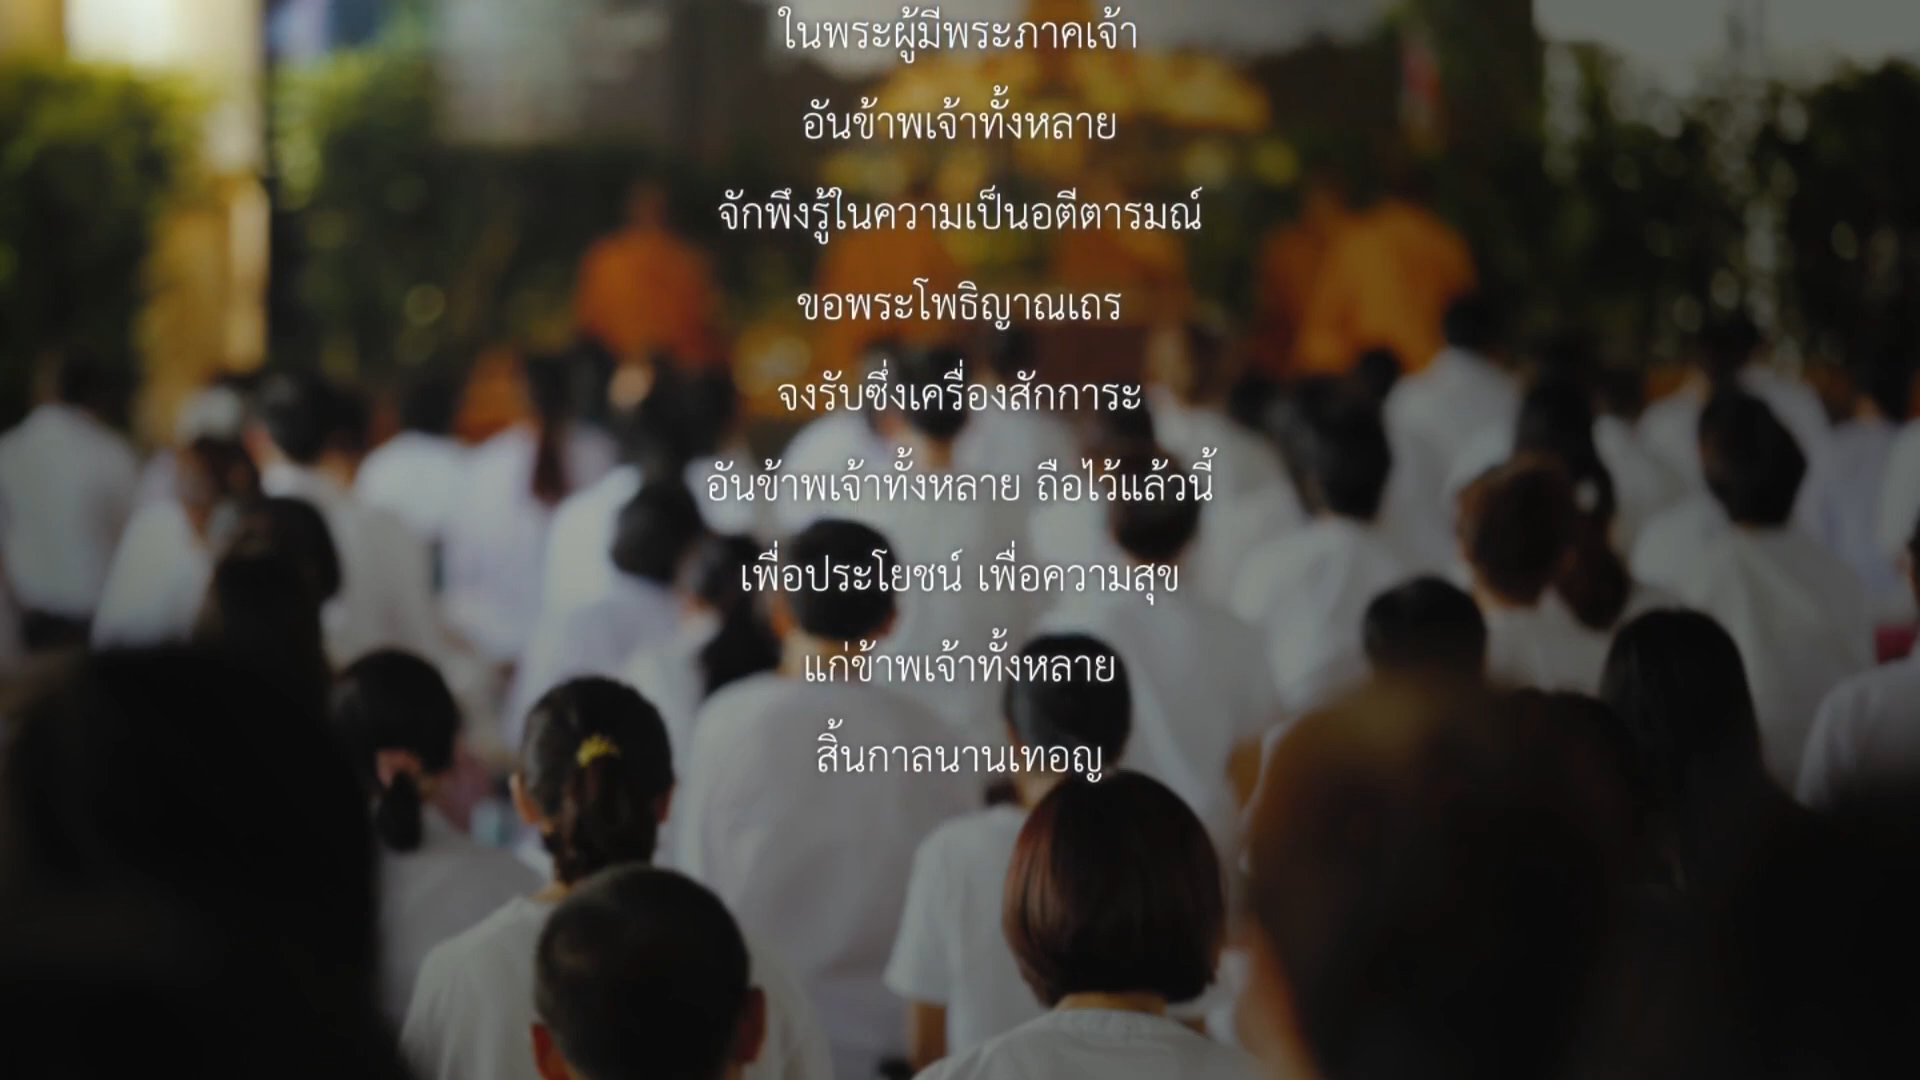 ในพระผู้มีพระภาคเจ้า
อันข้าพเจ้าทั้งหลาย
จักพึงรู้ในความเป็นอตีตารมณ์
ขอพระโพธิญาณเถร
จงรับซึ่งเครื่องสักการะ
อันข้าพเจ้าทั้งหลาย ถือไว้แล้วนี้
เพื่อประโยชน์ เพื่อความสุข
แก่ข้าพเจ้าทั้งหลาย
สิ้นกาลนานเทอญ